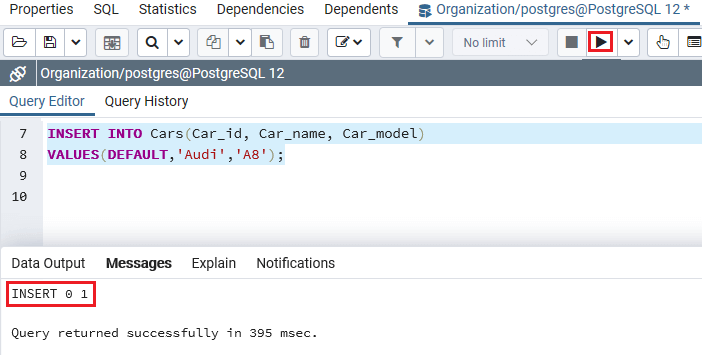 Properties SQL Statistics Dependencies Dependents Organization/postgres@PostgreSQL 12 *
No limit
Organization/postgres@PostgreSQL 12
Query Editor Query History
7 INSERT INTO Cars(Car_id, Car_name, Car_model)
8 VALUES(DEFAULT,'Audi','A8');
9
10
Data Output Messages Explain Notifications
INSERT 0 1
Query returned successfully in 395 msec.